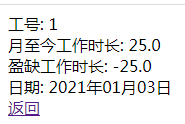 工号: 1
月至今工作时长: 25.0
盈缺工作时长: -25.0
日期: 2021年01月03日
返回